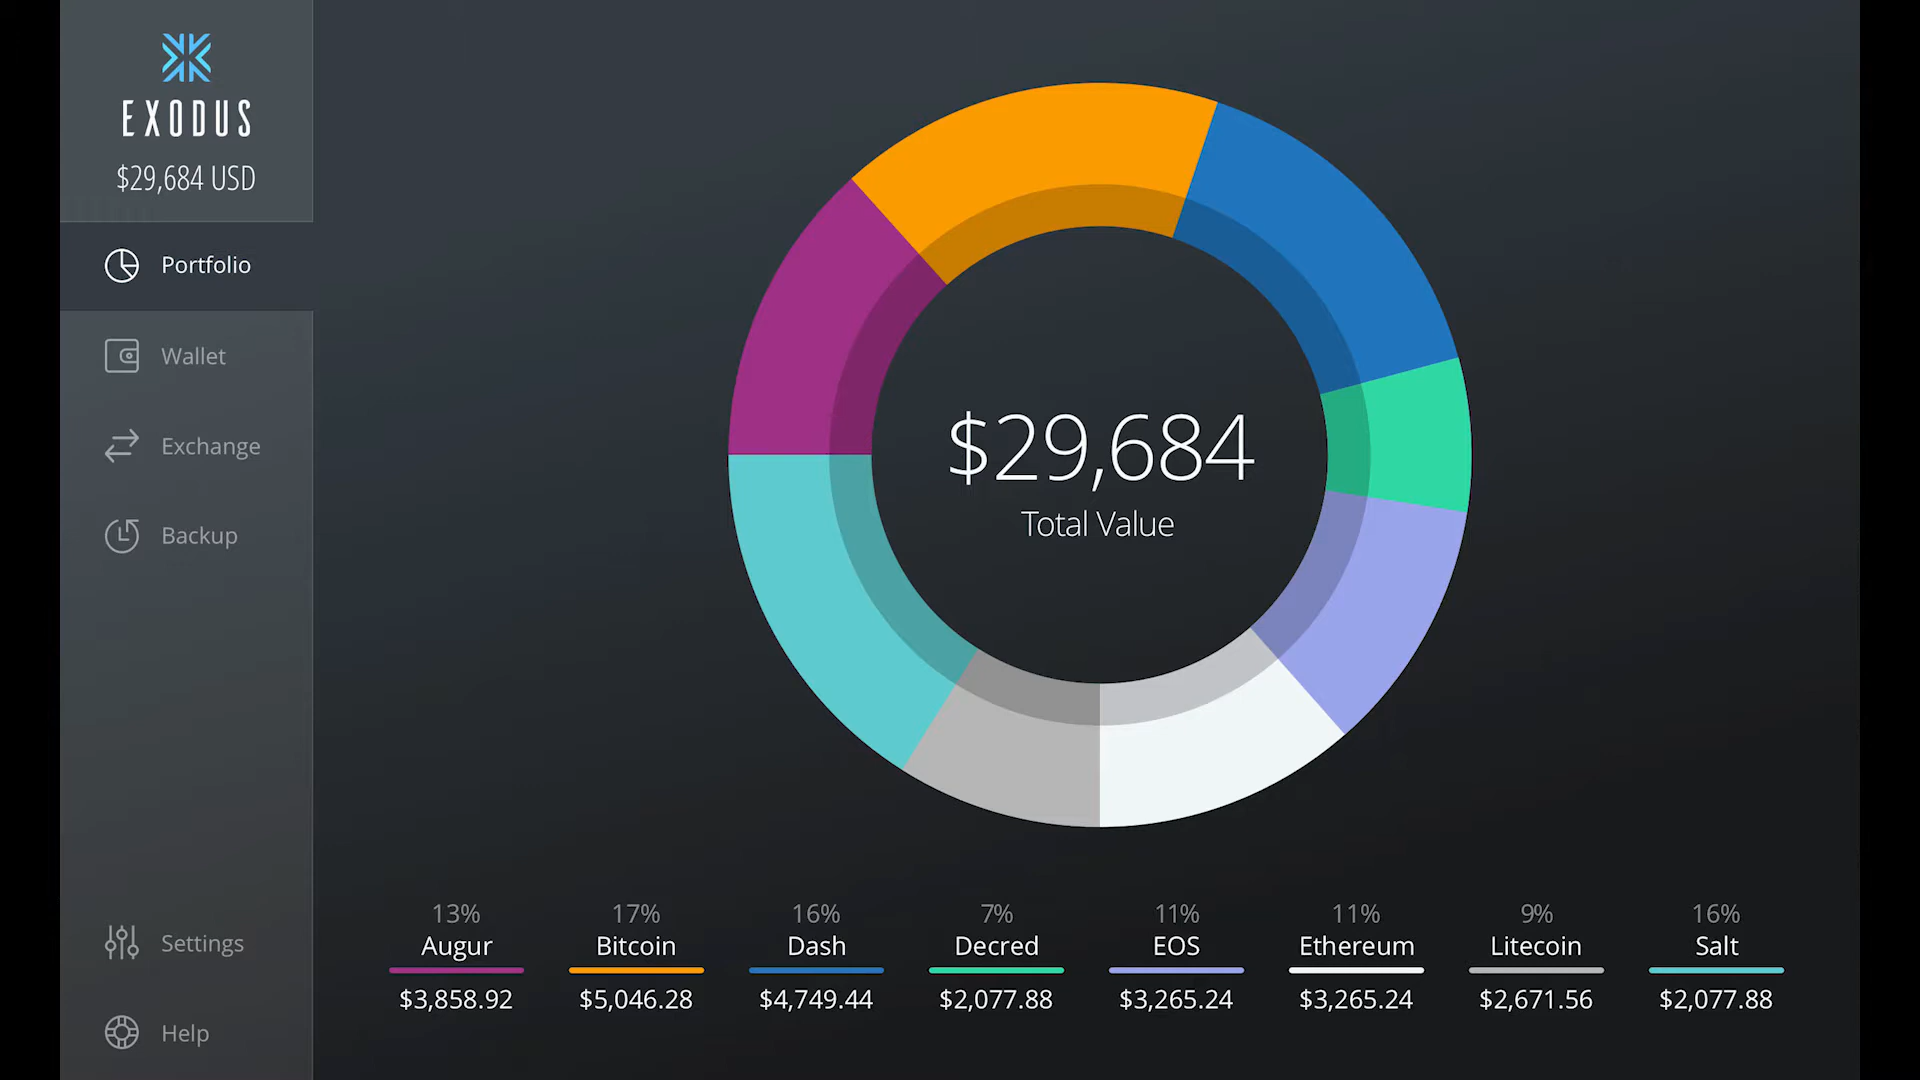 EXODUS
$29,684 USD
Portfolio
Wallet
Exchange
Backup
Settings
Help
$29,684
Total Value
13% 17% 16% 7% 11% 11% 9% 16%
Augur Bitcoin Dash Decred EOS Ethereum Litecoin Salt
$3,858.92 $5,046.28 $4,749.44 $2,077.88 $3,265.24 $3,265.24 $2,671.56 $2,077.88